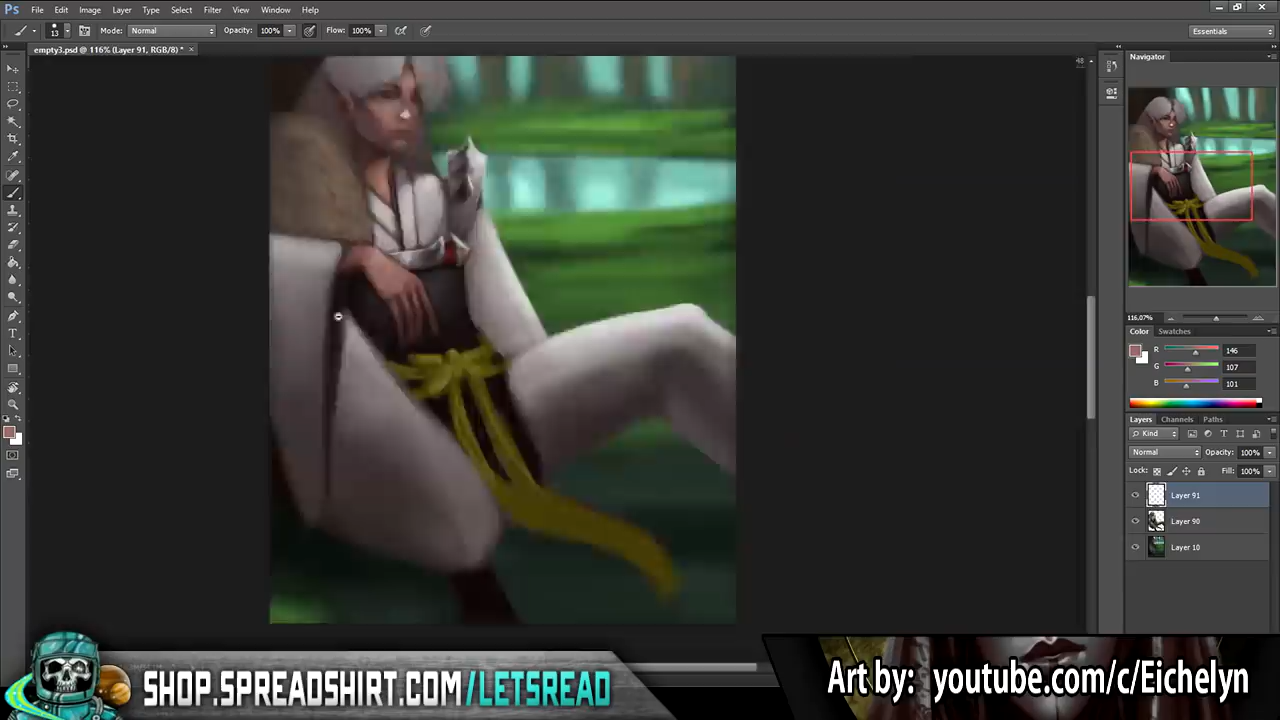 Ps File Edit Image Layer Type Select Filter View Window Help
13 Mode: Normal Opacity: 100% Flow: 100% Essentials
empty3.psd @ 116% (Layer 91, RGB/8) * ×
48
Navigator
116.07%
Color Swatches
R 146
G 107
B 101
Layers Channels Paths
Kind
Normal Opacity: 100%
Lock: Fill: 100%
Layer 91
Layer 90
Layer 10
SHOP.SPREADSHIRT.COM/LETSREAD
Art by: youtube.com/c/Eichelyn